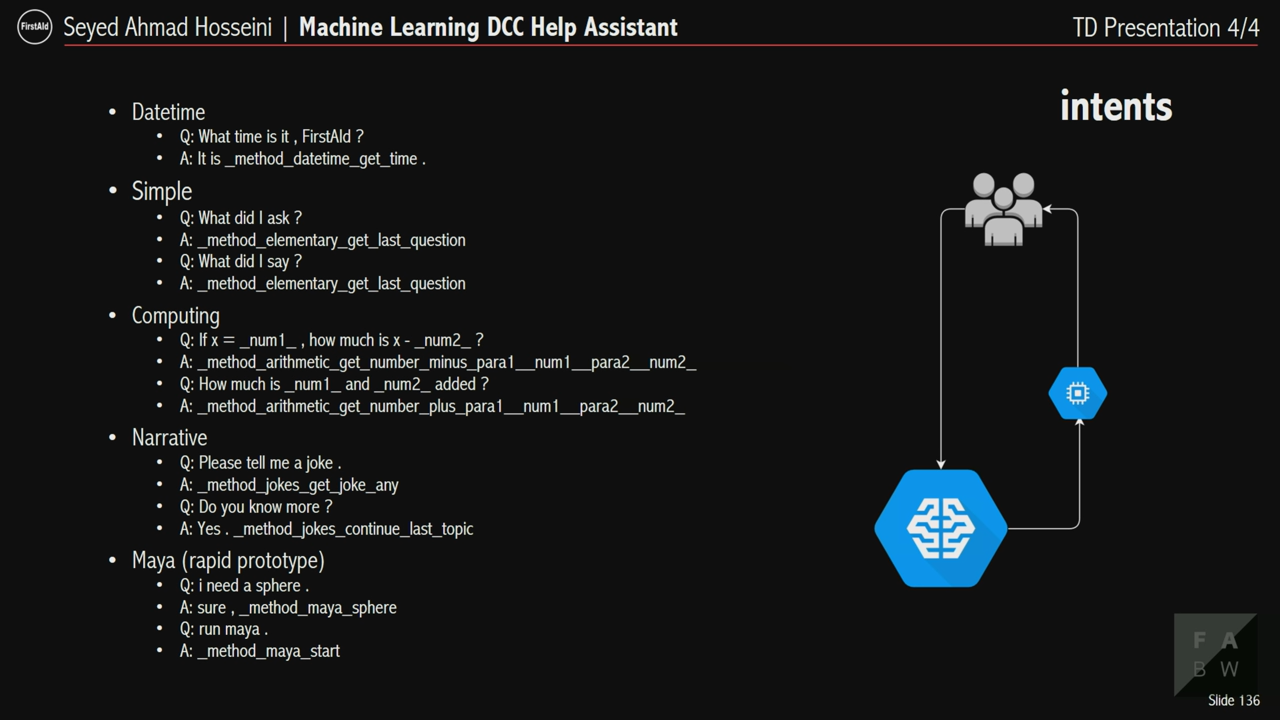 FirstAId
Seyed Ahmad Hosseini | Machine Learning DCC Help Assistant
TD Presentation 4/4
intents
• Datetime
• Q: What time is it , FirstAId ?
• A: It is _method_datetime_get_time .
• Simple
• Q: What did I ask ?
• A: _method_elementary_get_last_question
• Q: What did I say ?
• A: _method_elementary_get_last_question
• Computing
• Q: If x = _num1_ , how much is x - _num2_ ?
• A: _method_arithmetic_get_number_minus_para1__num1__para2__num2_
• Q: How much is _num1_ and _num2_ added ?
• A: _method_arithmetic_get_number_plus_para1__num1__para2__num2_
• Narrative
• Q: Please tell me a joke .
• A: _method_jokes_get_joke_any
• Q: Do you know more ?
• A: Yes . _method_jokes_continue_last_topic
• Maya (rapid prototype)
• Q: i need a sphere .
• A: sure , _method_maya_sphere
• Q: run maya .
• A: _method_maya_start
F A
B W
Slide 136